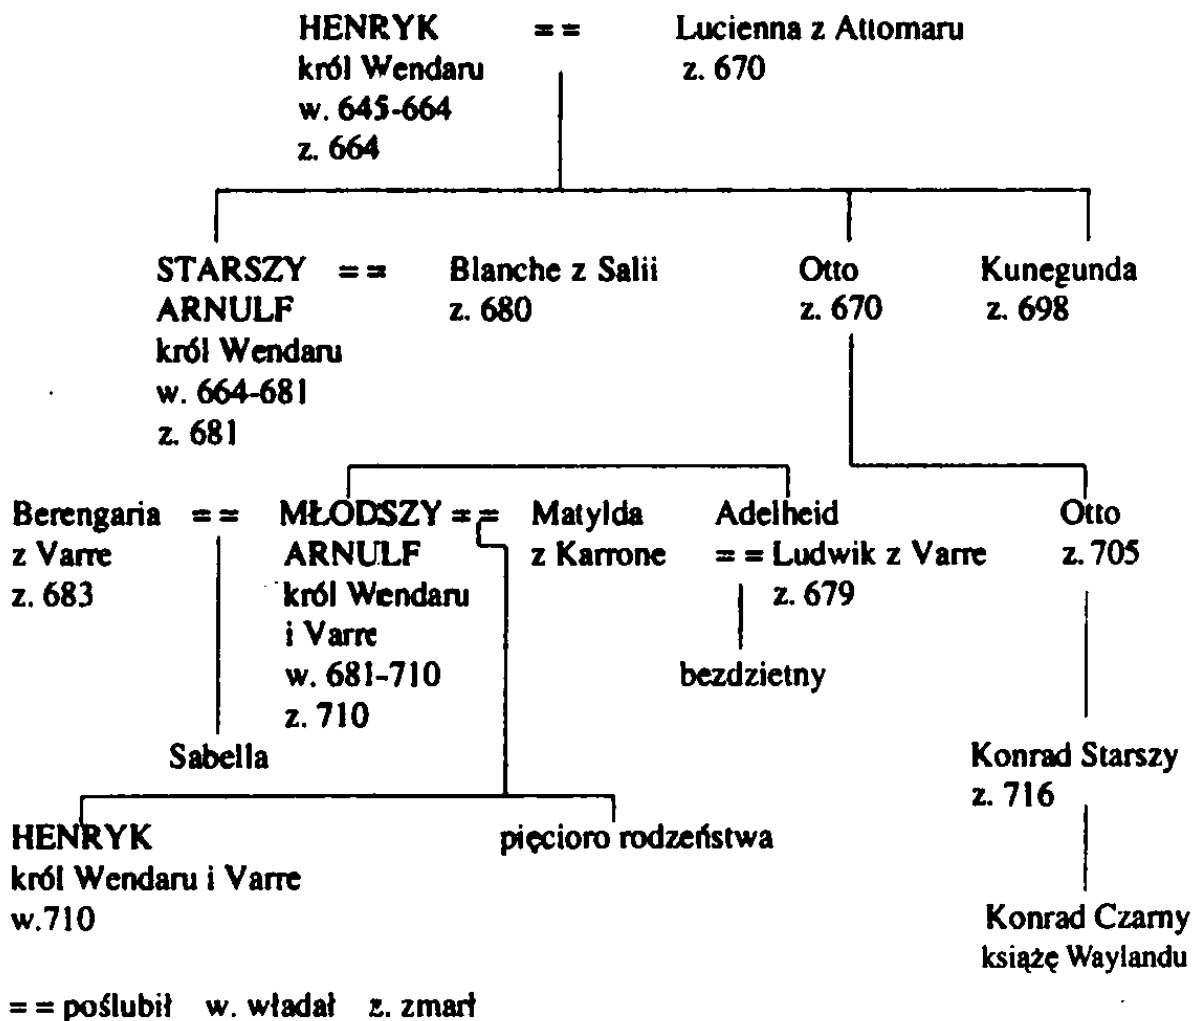 HENRYK == Lucienna z Attomaru
król Wendaru z. 670
w. 645-664
z. 664
STARSZY == Blanche z Salii Otto Kunegunda
ARNULF z. 680 z. 670 z. 698
król Wendaru
w. 664-681
z. 681
Berengaria == MŁODSZY == Matylda Adelheid Otto
z Varre ARNULF z Karrone == Ludwik z Varre z. 705
z. 683 król Wendaru z. 679
i Varre
w. 681-710 bezdzietny
z. 710
Sabella Konrad Starszy
z. 716
HENRYK pięcioro rodzeństwa
król Wendaru i Varre
w.710 Konrad Czarny
książę Waylandu
== poślubił w. władał z. zmarł